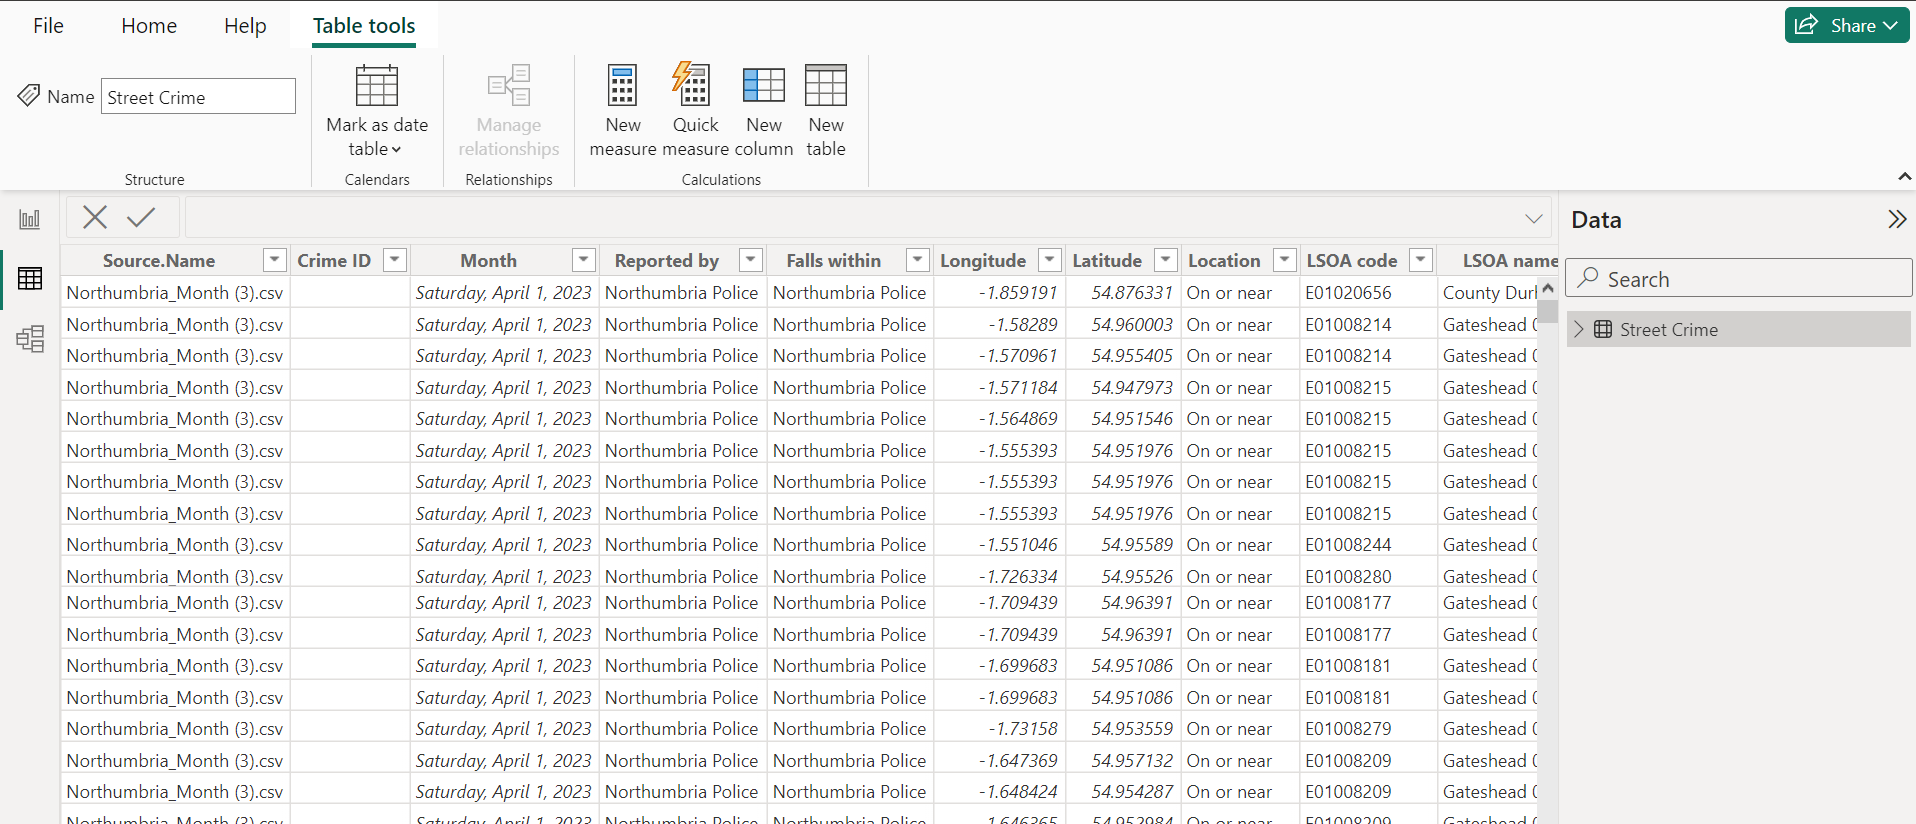 File Home Help Table tools Share
Name Street Crime
Mark as date table
Manage relationships
New measure
Quick measure
New column
New table
Structure Calendars Relationships Calculations
Data
Search
Street Crime
Source.Name Crime ID Month Reported by Falls within Longitude Latitude Location LSOA code LSOA name
Northumbria_Month (3).csv Saturday, April 1, 2023 Northumbria Police Northumbria Police -1.859191 54.876331 On or near E01020656 County
Northumbria_Month (3).csv Saturday, April 1, 2023 Northumbria Police Northumbria Police -1.58289 54.960003 On or near E01008214 Gateshead
Northumbria_Month (3).csv Saturday, April 1, 2023 Northumbria Police Northumbria Police -1.570961 54.955405 On or near E01008214 Gateshead
Northumbria_Month (3).csv Saturday, April 1, 2023 Northumbria Police Northumbria Police -1.571184 54.947973 On or near E01008215 Gateshead
Northumbria_Month (3).csv Saturday, April 1, 2023 Northumbria Police Northumbria Police -1.564869 54.951546 On or near E01008215 Gateshead
Northumbria_Month (3).csv Saturday, April 1, 2023 Northumbria Police Northumbria Police -1.555393 54.951976 On or near E01008215 Gateshead
Northumbria_Month (3).csv Saturday, April 1, 2023 Northumbria Police Northumbria Police -1.555393 54.951976 On or near E01008215 Gateshead
Northumbria_Month (3).csv Saturday, April 1, 2023 Northumbria Police Northumbria Police -1.555393 54.951976 On or near E01008215 Gateshead
Northumbria_Month (3).csv Saturday, April 1, 2023 Northumbria Police Northumbria Police -1.551046 54.95589 On or near E01008244 Gateshead
Northumbria_Month (3).csv Saturday, April 1, 2023 Northumbria Police Northumbria Police -1.726334 54.95526 On or near E01008280 Gateshead
Northumbria_Month (3).csv Saturday, April 1, 2023 Northumbria Police Northumbria Police -1.709439 54.96391 On or near E01008177 Gateshead
Northumbria_Month (3).csv Saturday, April 1, 2023 Northumbria Police Northumbria Police -1.709439 54.96391 On or near E01008177 Gateshead
Northumbria_Month (3).csv Saturday, April 1, 2023 Northumbria Police Northumbria Police -1.699683 54.951086 On or near E01008181 Gateshead
Northumbria_Month (3).csv Saturday, April 1, 2023 Northumbria Police Northumbria Police -1.699683 54.951086 On or near E01008181 Gateshead
Northumbria_Month (3).csv Saturday, April 1, 2023 Northumbria Police Northumbria Police -1.73158 54.953559 On or near E01008279 Gateshead
Northumbria_Month (3).csv Saturday, April 1, 2023 Northumbria Police Northumbria Police -1.647369 54.957132 On or near E01008209 Gateshead
Northumbria_Month (3).csv Saturday, April 1, 2023 Northumbria Police Northumbria Police -1.648424 54.954287 On or near E01008209 Gateshead